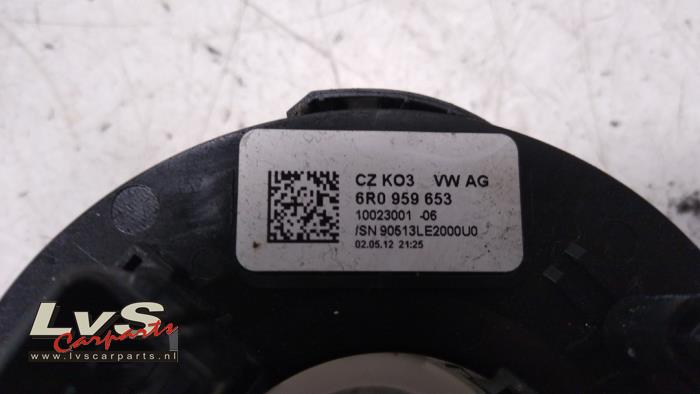 CZ KO3 VW AG
6R0 959 653
10023001 -06
/SN 90513LE2000U0
02.05.12 21:25
LvS
Carparts
www.lvscarparts.nl